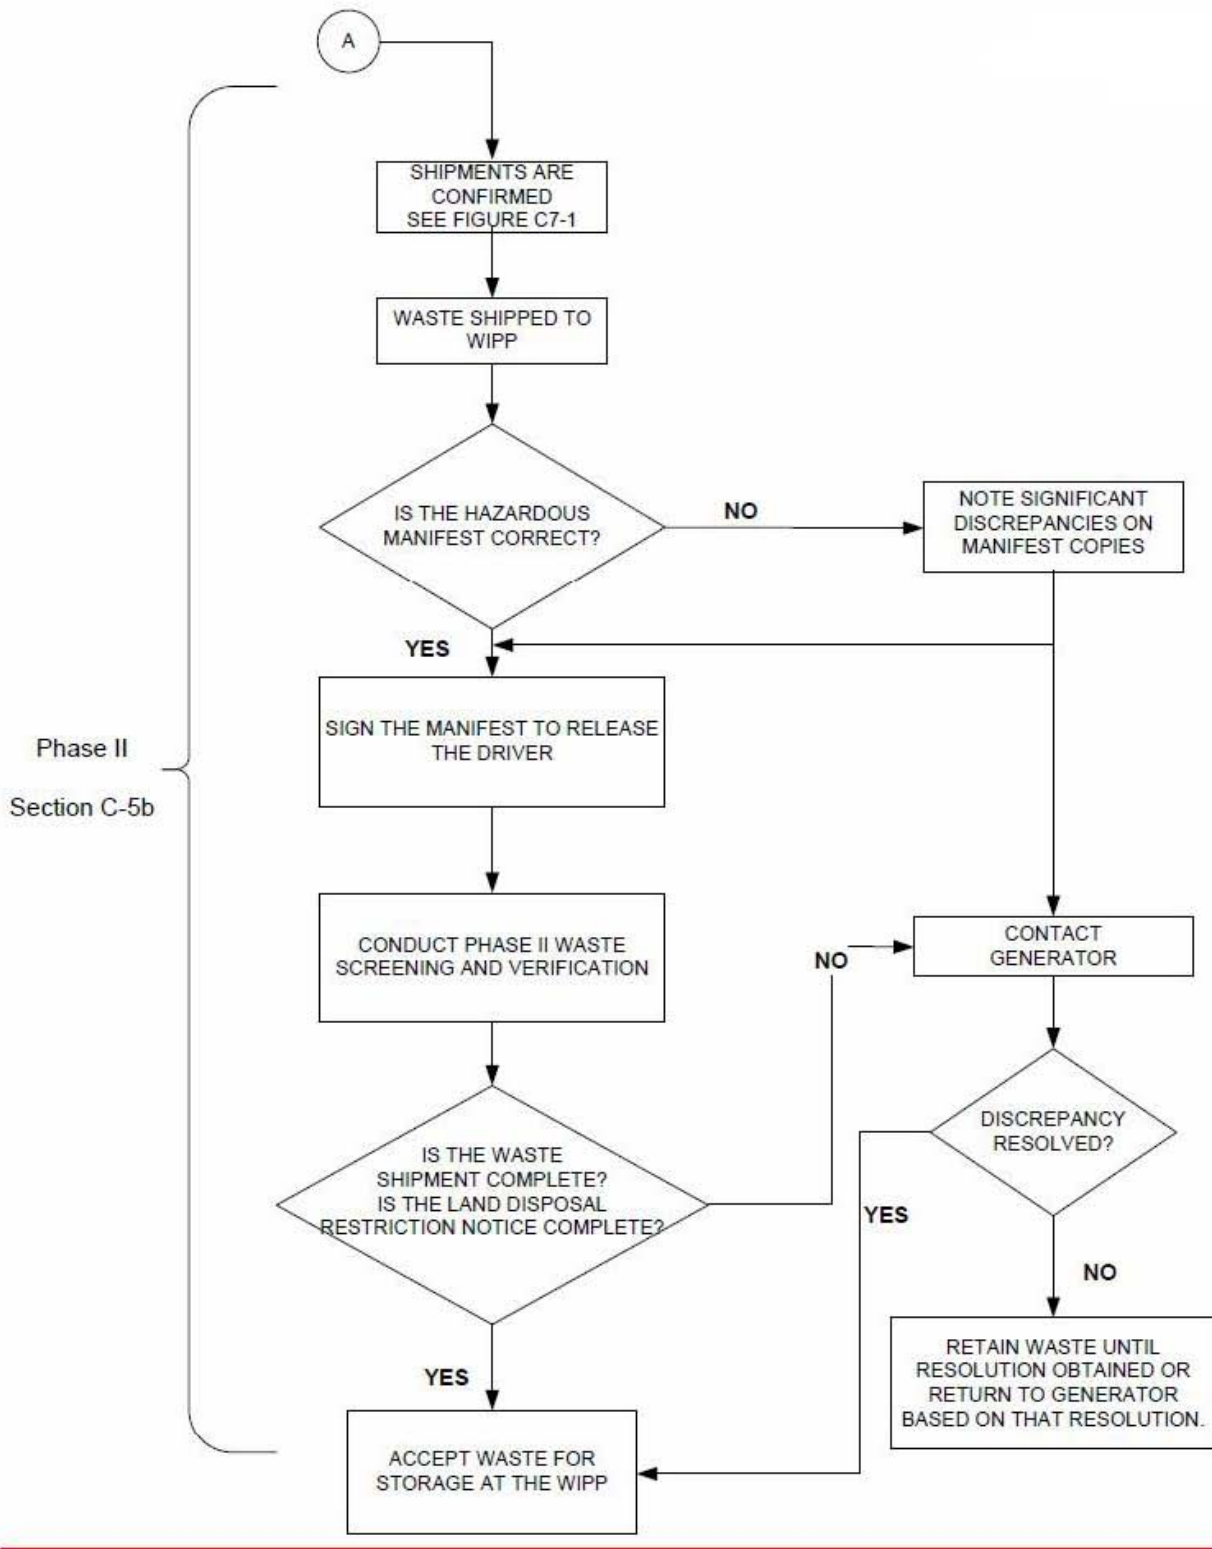 A
SHIPMENTS ARE
CONFIRMED
SEE FIGURE C7-1
WASTE SHIPPED TO
WIPP
IS THE HAZARDOUS
MANIFEST CORRECT?
NO
NOTE SIGNIFICANT
DISCREPANCIES ON
MANIFEST COPIES
YES
SIGN THE MANIFEST TO RELEASE
THE DRIVER
Phase II
Section C-5b
CONDUCT PHASE II WASTE
SCREENING AND VERIFICATION
NO
CONTACT
GENERATOR
IS THE WASTE
SHIPMENT COMPLETE?
IS THE LAND DISPOSAL
RESTRICTION NOTICE COMPLETE?
DISCREPANCY
RESOLVED?
YES
NO
RETAIN WASTE UNTIL
RESOLUTION OBTAINED OR
RETURN TO GENERATOR
BASED ON THAT RESOLUTION.
YES
ACCEPT WASTE FOR
STORAGE AT THE WIPP